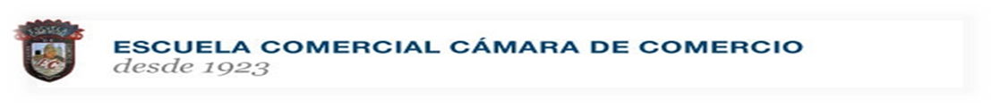 ESCUELA COMERCIAL CÁMARA DE COMERCIO
desde 1923